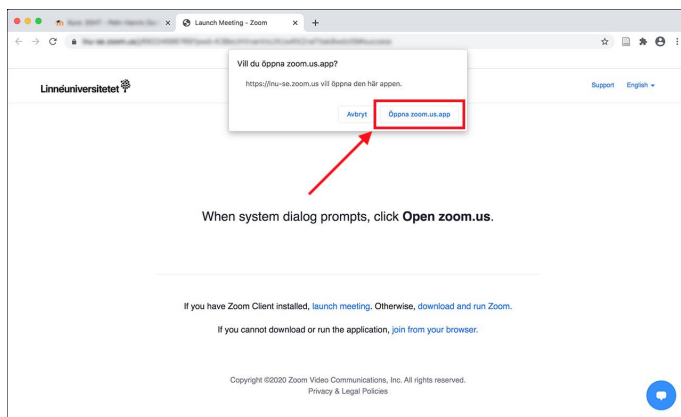 Launch Meeting - Zoom
Vill du öppna zoom.us.app?
https://lnu-se.zoom.us vill öppna den här appen.
Avbryt Öppna zoom.us.app
Linnéuniversitetet
Support English
When system dialog prompts, click Open zoom.us.
If you have Zoom Client installed, launch meeting. Otherwise, download and run Zoom.
If you cannot download or run the application, join from your browser.
Copyright ©2020 Zoom Video Communications, Inc. All rights reserved.
Privacy & Legal Policies